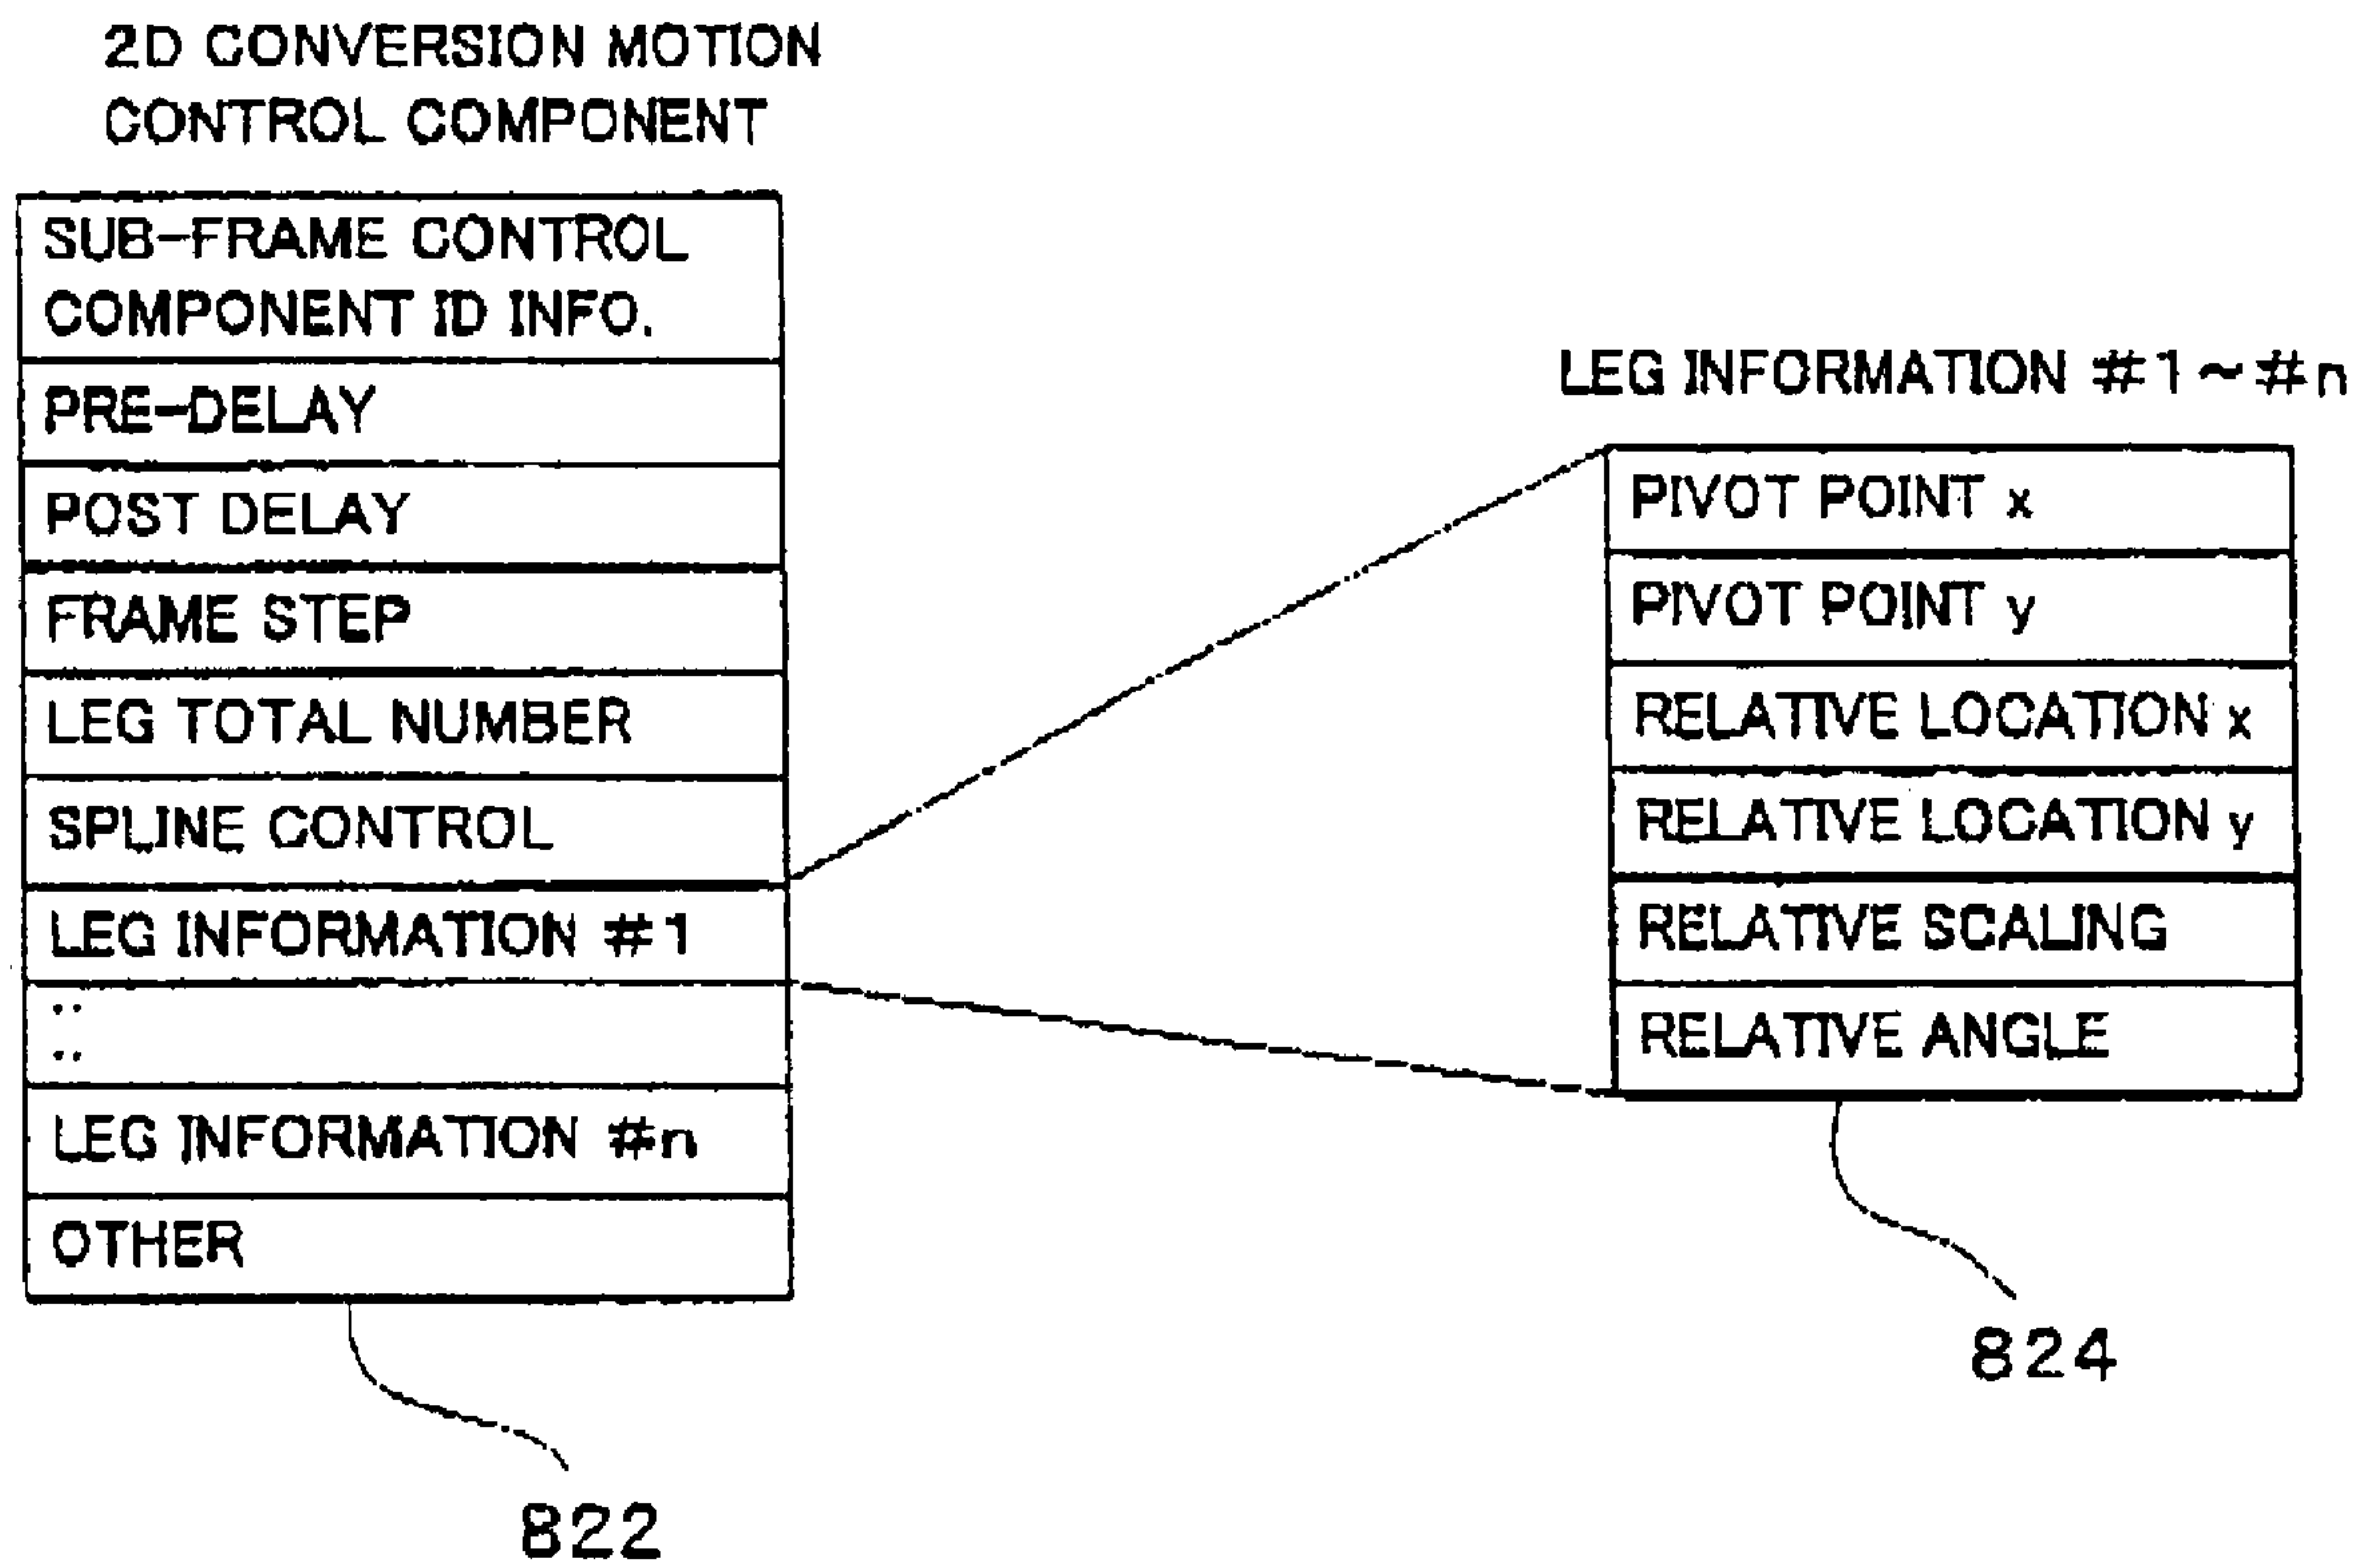 2D CONVERSION MOTION
CONTROL COMPONENT
SUB-FRAME CONTROL
COMPONENT ID INFO.
PRE-DELAY
POST DELAY
FRAME STEP
LEG TOTAL NUMBER
SPLINE CONTROL
LEG INFORMATION #1
: :
: :
LEG INFORMATION #n
OTHER
822
LEG INFORMATION #1~#n
PIVOT POINT x
PIVOT POINT y
RELATIVE LOCATION x
RELATIVE LOCATION y
RELATIVE SCALING
RELATIVE ANGLE
824